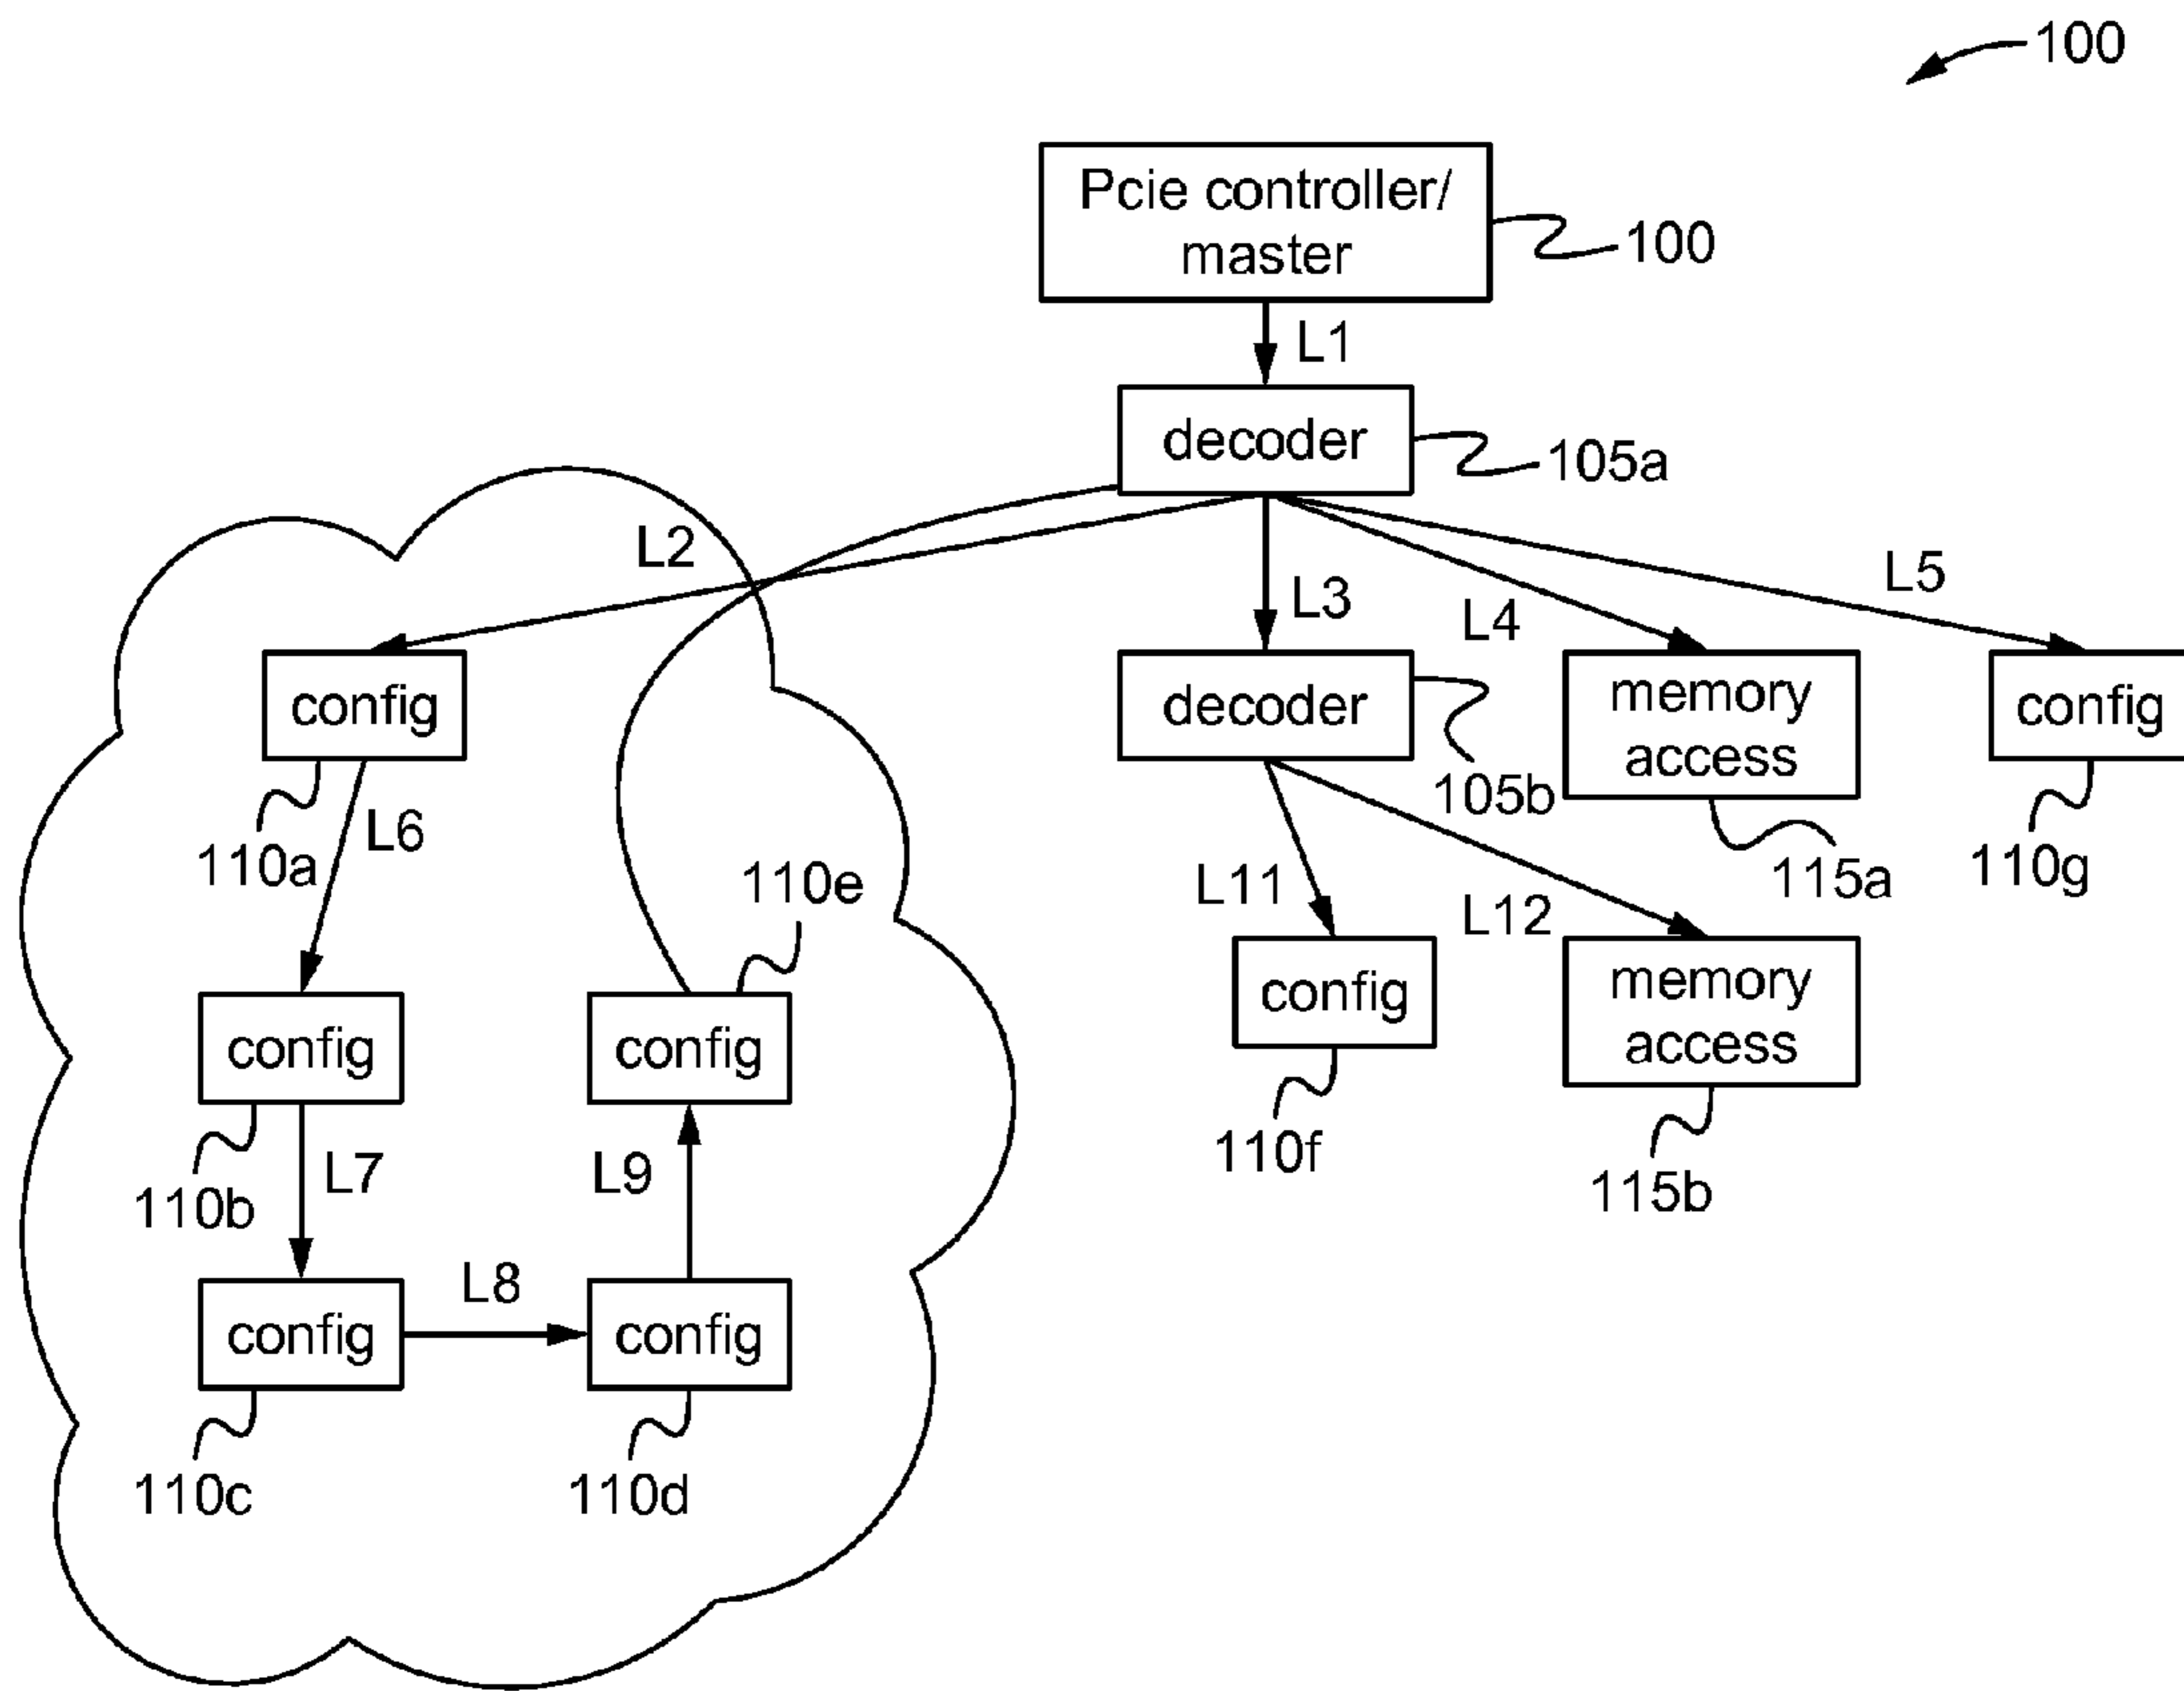 100
Pcie controller/
master
100
L1
decoder
105a
L2
L3
L4
L5
config
decoder
memory
access
config
110a
L6
105b
115a
110g
110e
L11
L12
config
config
config
memory
access
110b
L7
L9
110f
115b
L8
config
config
110c
110d